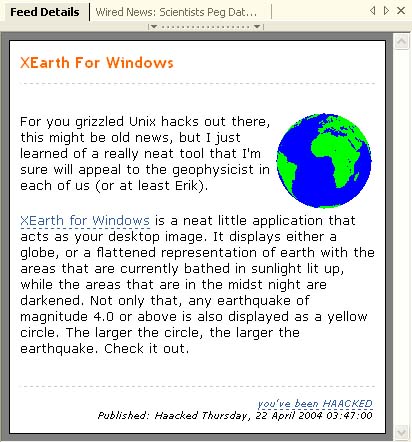 Feed Details
Wired News: Scientists Peg Dat...
XEarth For Windows
For you grizzled Unix hacks out there,
this might be old news, but I just
learned of a really neat tool that I'm
sure will appeal to the geophysicist in
each of us (or at least Erik).
XEarth for Windows is a neat little application that
acts as your desktop image. It displays either a
globe, or a flattened representation of earth with the
areas that are currently bathed in sunlight lit up,
while the areas that are in the midst night are
darkened. Not only that, any earthquake of
magnitude 4.0 or above is also displayed as a yellow
circle. The larger the circle, the larger the
earthquake. Check it out.
you've been HAACKED
Published: Haacked Thursday, 22 April 2004 03:47:00